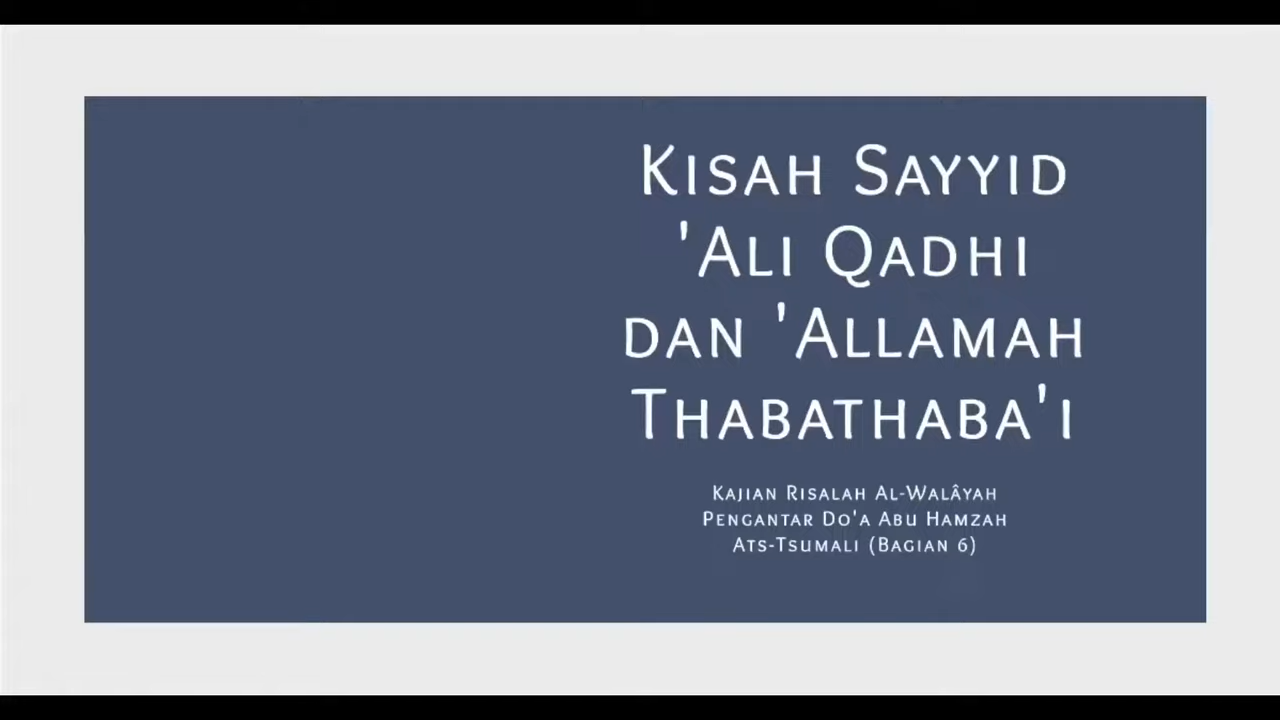 Kisah Sayyid
'Ali Qadhi
dan 'Allamah
Thabathaba'i
Kajian Risalah Al-Walâyah
Pengantar Do'a Abu Hamzah
Ats-Tsumali (Bagian 6)